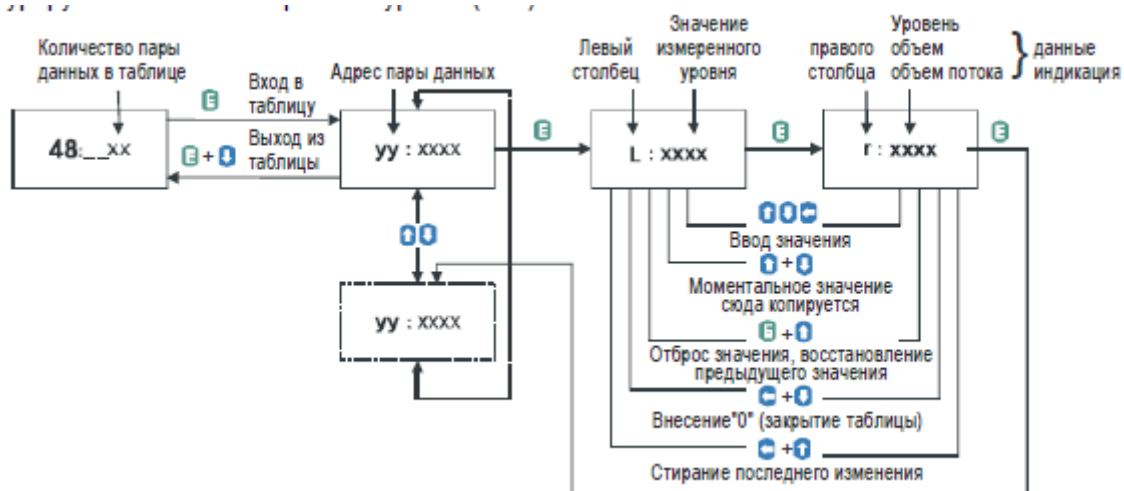 Количество пары
данных в таблице
Вход в
таблицу
Адрес пары данных
Левый
столбец
Значение
измеренного
уровня
правого
столбца
Уровень
объем
объем потока
данные
индикация
E
48:__xx
E + ⬇
Выход из
таблицы
yy : xxxx
E
L : xxxx
E
r : xxxx
E
⬆⬇
yy : xxxx
⬆⬇⬅
Ввод значения
⬆ + ⬇
Моментальное значение
сюда копируется
E + ⬆
Отброс значения, восстановление
предыдущего значения
⬅ + ⬇
Внесение"0" (закрытие таблицы)
⬅ +⬆
Стирание последнего изменения